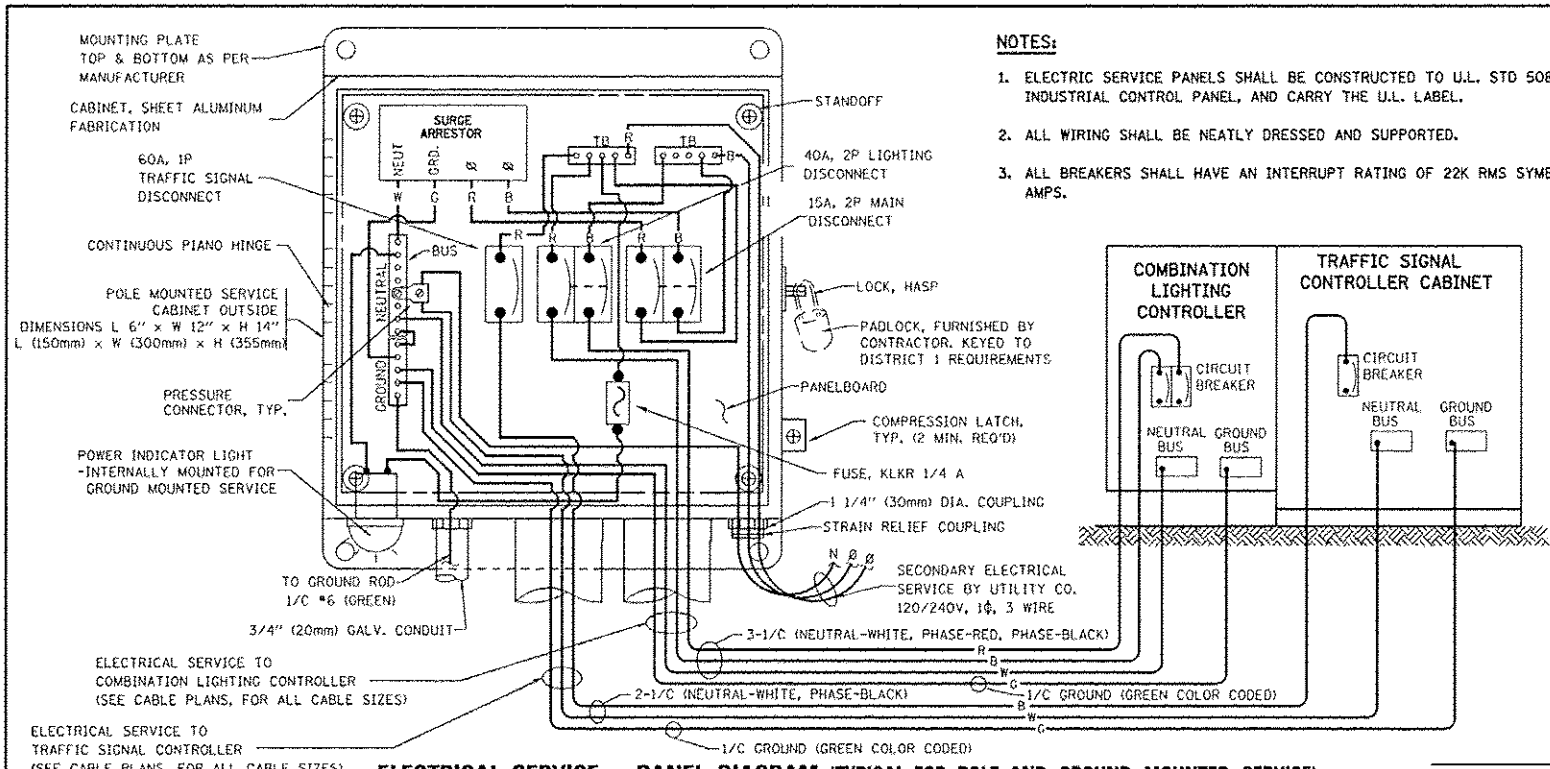 MOUNTING PLATE
TOP & BOTTOM AS PER
MANUFACTURER
CABINET, SHEET ALUMINUM
FABRICATION
60A, 1P
TRAFFIC SIGNAL
DISCONNECT
CONTINUOUS PIANO HINGE
POLE MOUNTED SERVICE
CABINET OUTSIDE
DIMENSIONS L 6" x W 12" x H 14"
L (150mm) x W (300mm) x H (355mm)
PRESSURE
CONNECTOR, TYP.
POWER INDICATOR LIGHT
-INTERNALLY MOUNTED FOR
GROUND MOUNTED SERVICE
TO GROUND ROD
1/C #6 (GREEN)
3/4" (20mm) GALV. CONDUIT
ELECTRICAL SERVICE TO
COMBINATION LIGHTING CONTROLLER
(SEE CABLE PLANS, FOR ALL CABLE SIZES)
ELECTRICAL SERVICE TO
TRAFFIC SIGNAL CONTROLLER
(SEE CABLE PLANS, FOR ALL CABLE SIZES)
SURGE
ARRESTOR
NEUT
GRD.
Ø
Ø
W
G
R
B
TB
R
TB
B
BUS
NEUTRAL
GROUND
R
R
B
R
B
STANDOFF
40A, 2P LIGHTING
DISCONNECT
15A, 2P MAIN
DISCONNECT
LOCK, HASP
PADLOCK, FURNISHED BY
CONTRACTOR. KEYED TO
DISTRICT 1 REQUIREMENTS
PANELBOARD
COMPRESSION LATCH,
TYP. (2 MIN. REQ'D)
FUSE, KLKR 1/4 A
1 1/4" (30mm) DIA. COUPLING
STRAIN RELIEF COUPLING
N Ø Ø
SECONDARY ELECTRICAL
SERVICE BY UTILITY CO.
120/240V, 1ϕ, 3 WIRE
3-1/C (NEUTRAL-WHITE, PHASE-RED, PHASE-BLACK)
R
B
W
G
1/C GROUND (GREEN COLOR CODED)
2-1/C (NEUTRAL-WHITE, PHASE-BLACK)
B
W
G
1/C GROUND (GREEN COLOR CODED)
NOTES:
1. ELECTRIC SERVICE PANELS SHALL BE CONSTRUCTED TO U.L. STD 508
INDUSTRIAL CONTROL PANEL, AND CARRY THE U.L. LABEL.
2. ALL WIRING SHALL BE NEATLY DRESSED AND SUPPORTED.
3. ALL BREAKERS SHALL HAVE AN INTERRUPT RATING OF 22K RMS
AMPS.
COMBINATION
LIGHTING
CONTROLLER
CIRCUIT
BREAKER
NEUTRAL
BUS
GROUND
BUS
TRAFFIC SIGNAL
CONTROLLER CABINET
CIRCUIT
BREAKER
NEUTRAL
BUS
GROUND
BUS
ELECTRICAL SERVICE - PANEL DIAGRAM (TYPICAL FOR POLE AND GROUND MOUNTED SERVICE)